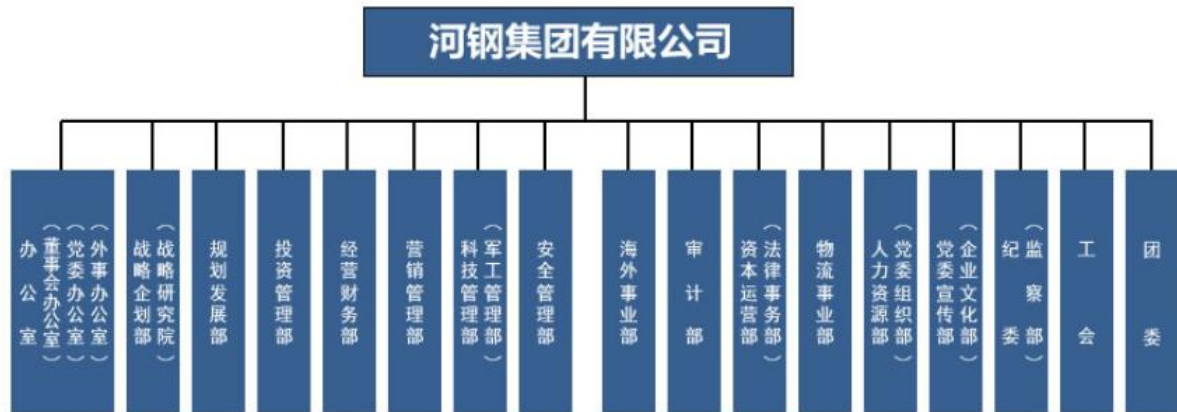 河钢集团有限公司
办公室
（董事会办公室）
（党委办公室）
（外事办公室）
战略企划部
（战略研究院）
规划发展部
投资管理部
经营财务部
营销管理部
科技管理部
（军工管理部）
安全管理部
海外事业部
审计部
资本运营部
（法律事务部）
物流事业部
人力资源部
（党委组织部）
党委宣传部
（企业文化部）
纪委
（监察部）
工会
团委